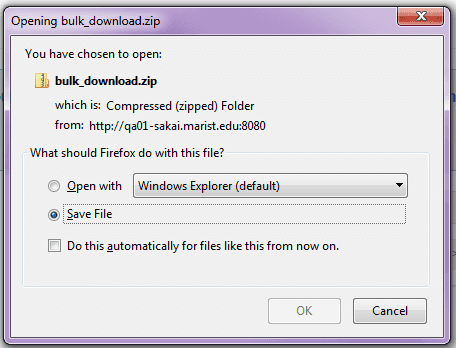 Opening bulk_download.zip
You have chosen to open:
bulk_download.zip
which is: Compressed (zipped) Folder
from: http://qa01-sakai.marist.edu:8080
What should Firefox do with this file?
Open with Windows Explorer (default)
Save File
Do this automatically for files like this from now on.
OK Cancel